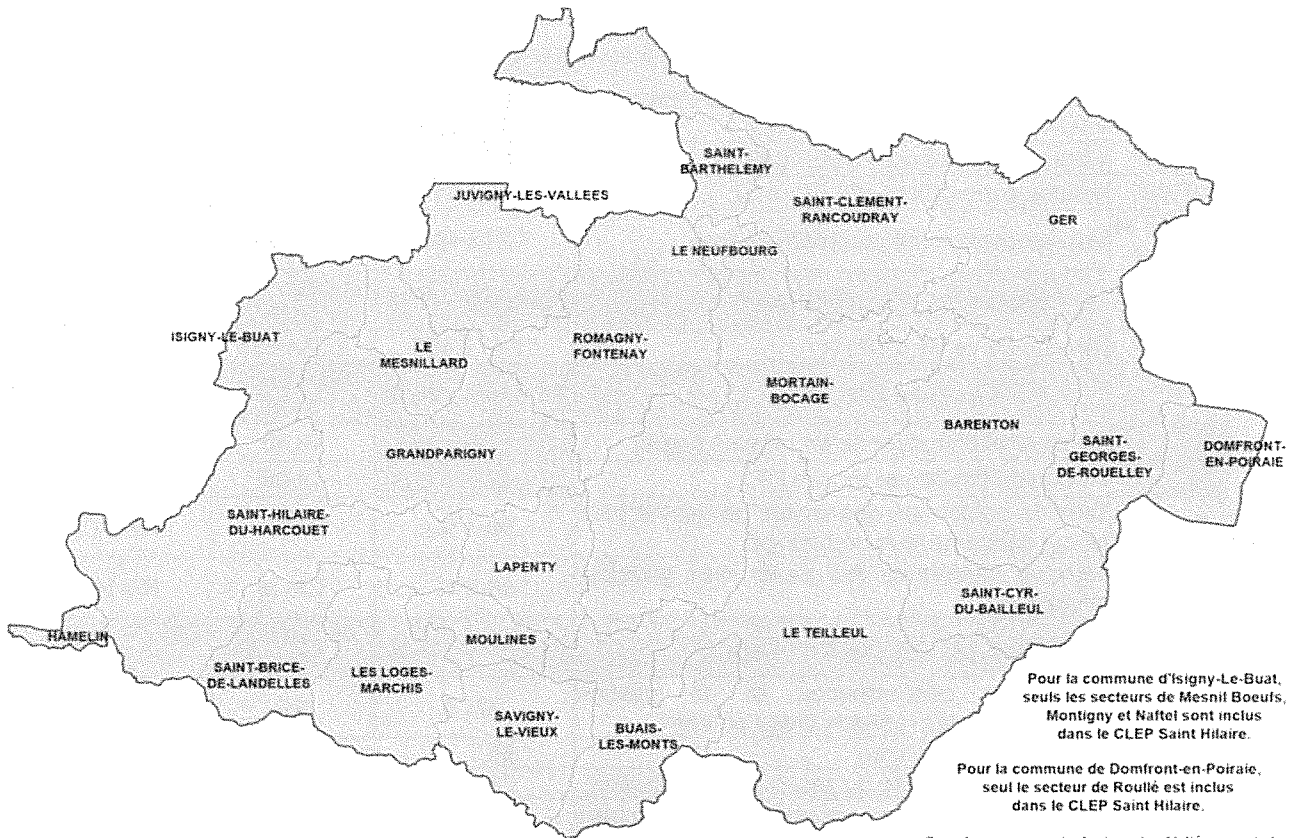 SAINT-
BARTHELEMY
JUVIGNY-LES-VALLEES
SAINT-CLEMENT-
RANCOUDRAY
GER
LE NEUFBOURG
ISIGNY-LE-BUAT
LE
MESNILLARD
ROMAGNY-
FONTENAY
MORTAIN-
BOCAGE
BARENTON
GRANDPARIGNY
SAINT-
GEORGES-
DE-ROUELLEY
DOMFRONT-
EN-POIRAIE
SAINT-HILAIRE-
DU-HARCOUET
LAPENTY
SAINT-CYR-
DU-BAILLEUL
HAMELIN
MOULINES
LE TEILLEUL
SAINT-BRICE-
DE-LANDELLES
LES LOGES-
MARCHIS
SAVIGNY-
LE-VIEUX
BUAIS-
LES-MONTS
Pour la commune d'Isigny-Le-Buat,
seuls les secteurs de Mesnil Boeufs,
Montigny et Naftel sont inclus
dans le CLEP Saint Hilaire.
Pour la commune de Domfront-en-Poiraie,
seul le secteur de Roullé est inclus
dans le CLEP Saint Hilaire.